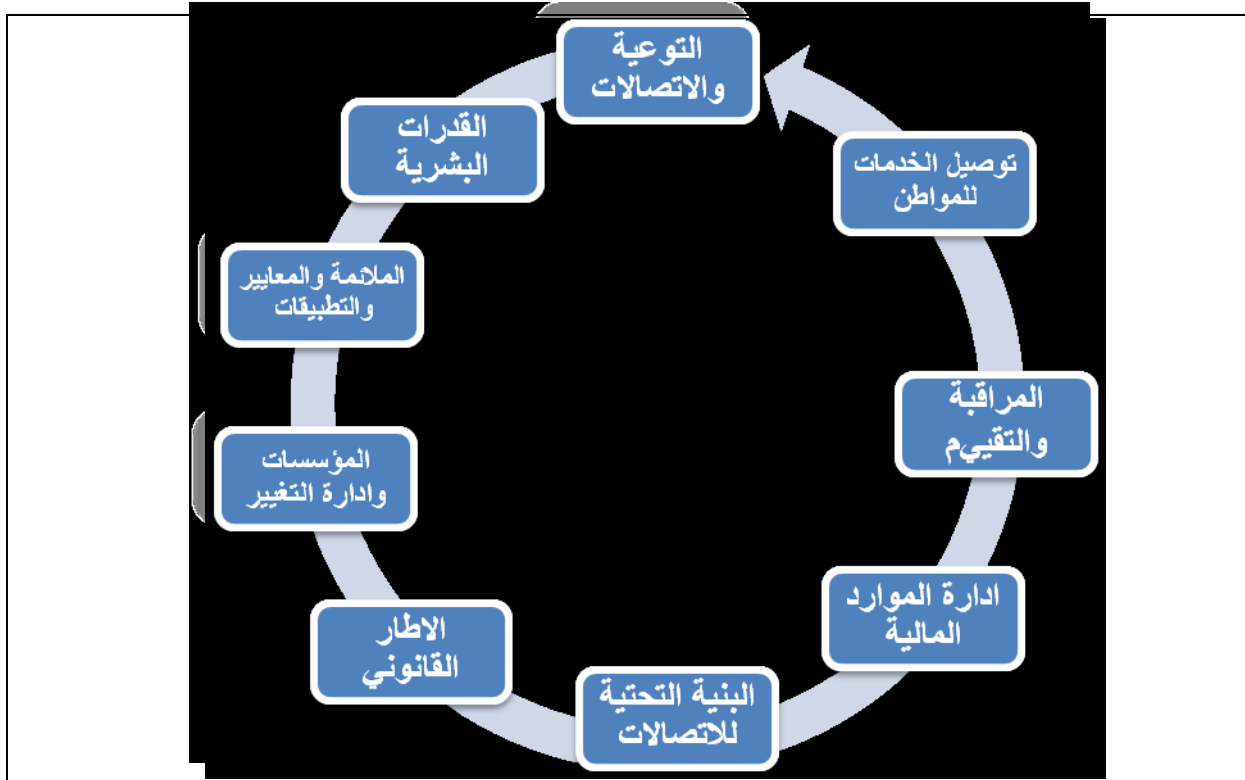 التوعية
والاتصالات
القدرات
البشرية
توصيل الخدمات
للمواطن
الملائمة والمعايير
والتطبيقات
المراقبة
والتقييم
المؤسسات
وادارة التغيير
ادارة الموارد
المالية
الاطار
القانوني
البنية التحتية
للاتصالات